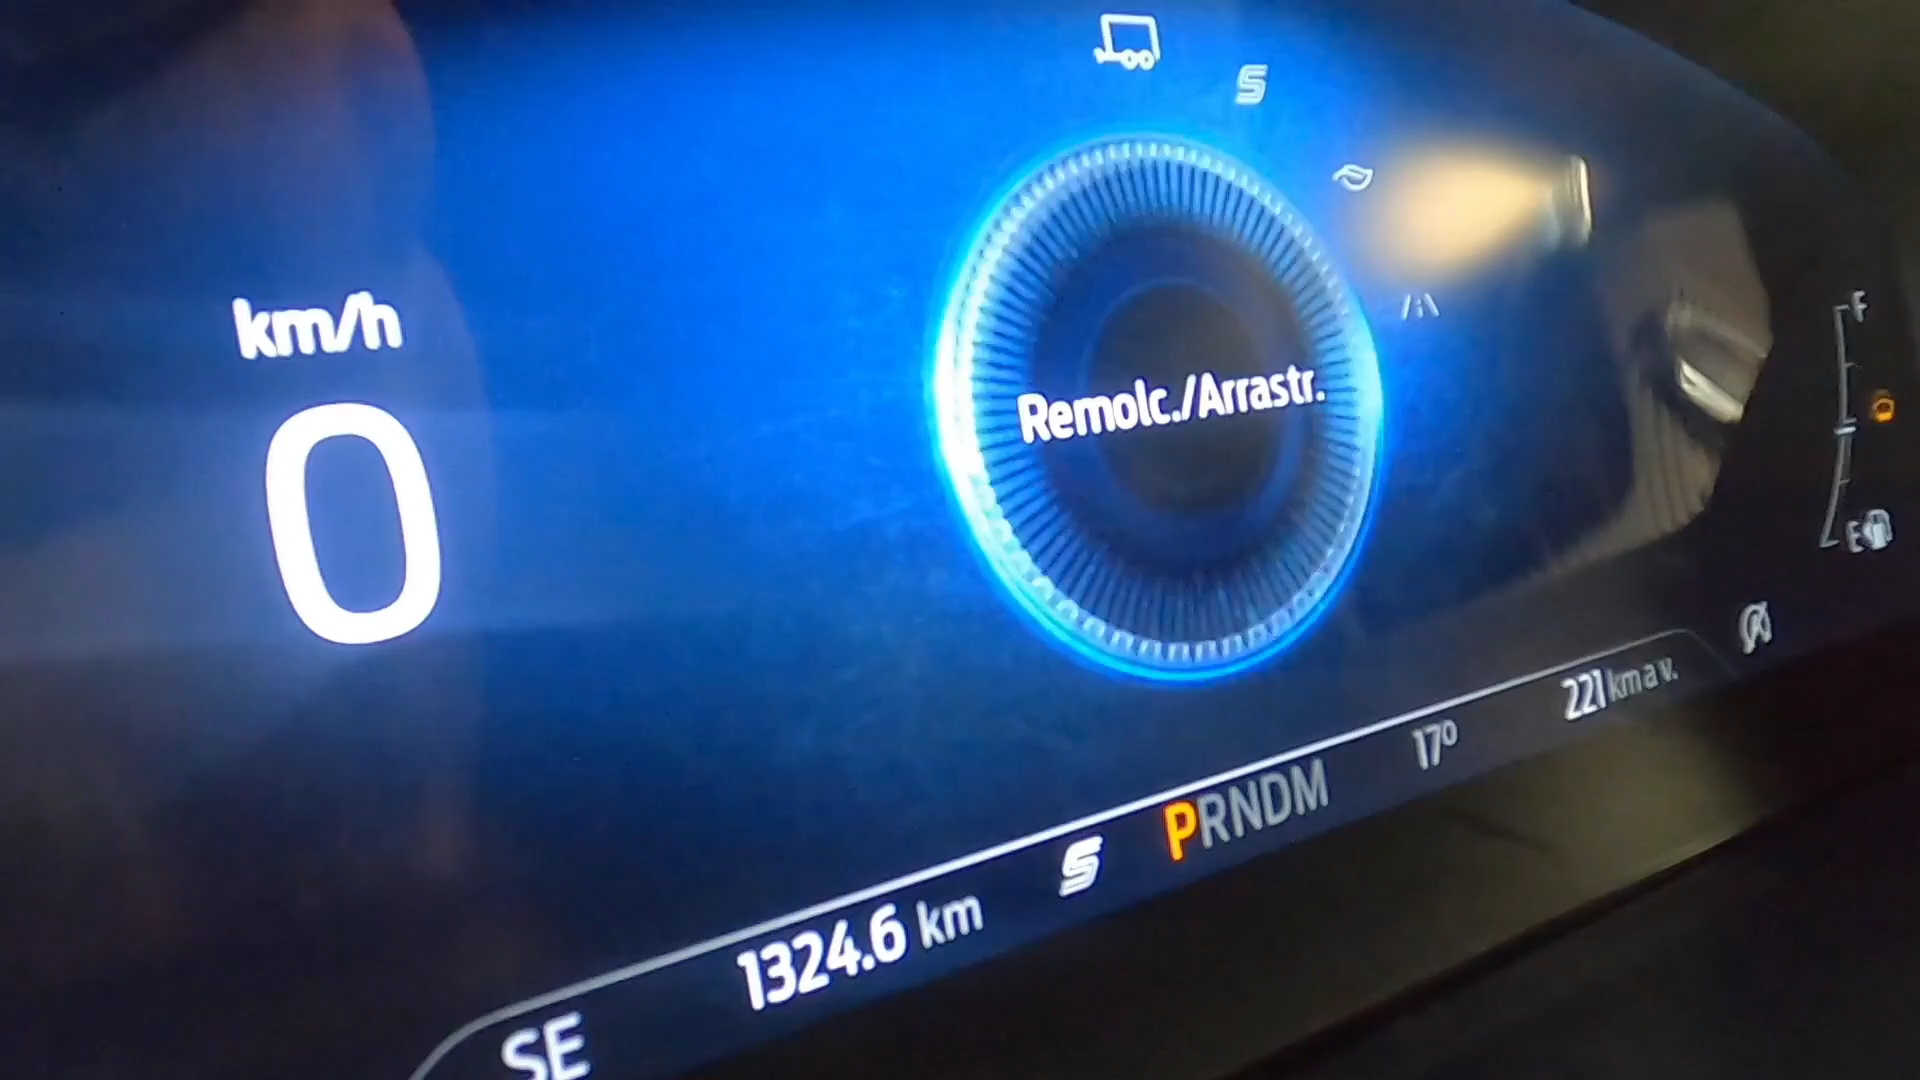 km/h
0
S
Remolc./Arrastr.
F
E
221 km a v.
17º
PRNDM
S
1324.6 km
SE